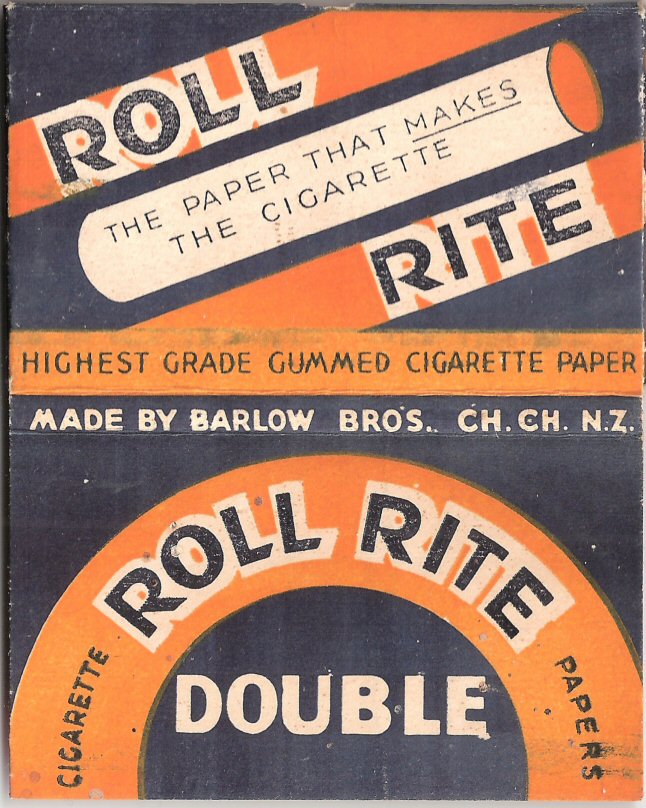 ROLL
THE PAPER THAT MAKES
THE CIGARETTE
RITE
HIGHEST GRADE GUMMED CIGARETTE PAPER
MADE BY BARLOW BRO'S. CH. CH. N.Z.
ROLL RITE
CIGARETTE PAPERS
DOUBLE